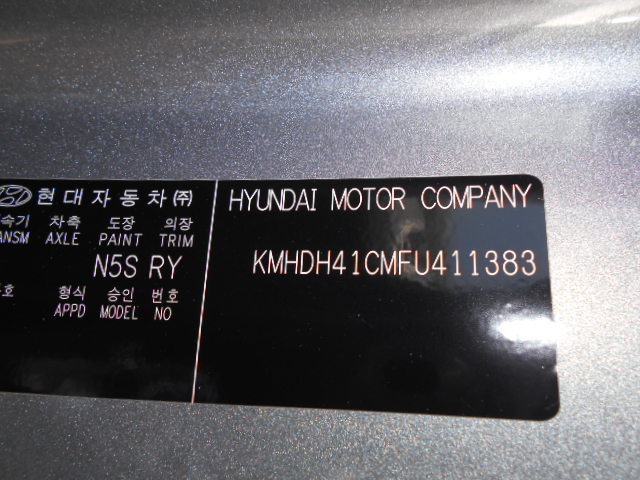 현대자동차㈜
속기 차축 도장 의장
ANSM AXLE PAINT TRIM
N5S RY
호 형식 승인 번호
APPD MODEL NO
HYUNDAI MOTOR COMPANY
KMHDH41CMFU411383